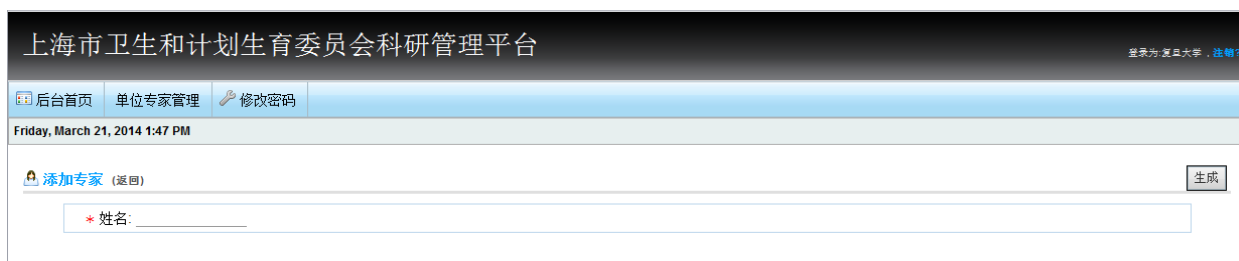 上海市卫生和计划生育委员会科研管理平台
登录为:复旦大学 , 注销?
后台首页 单位专家管理 修改密码
Friday, March 21, 2014 1:47 PM
添加专家 (返回) 生成
* 姓名: